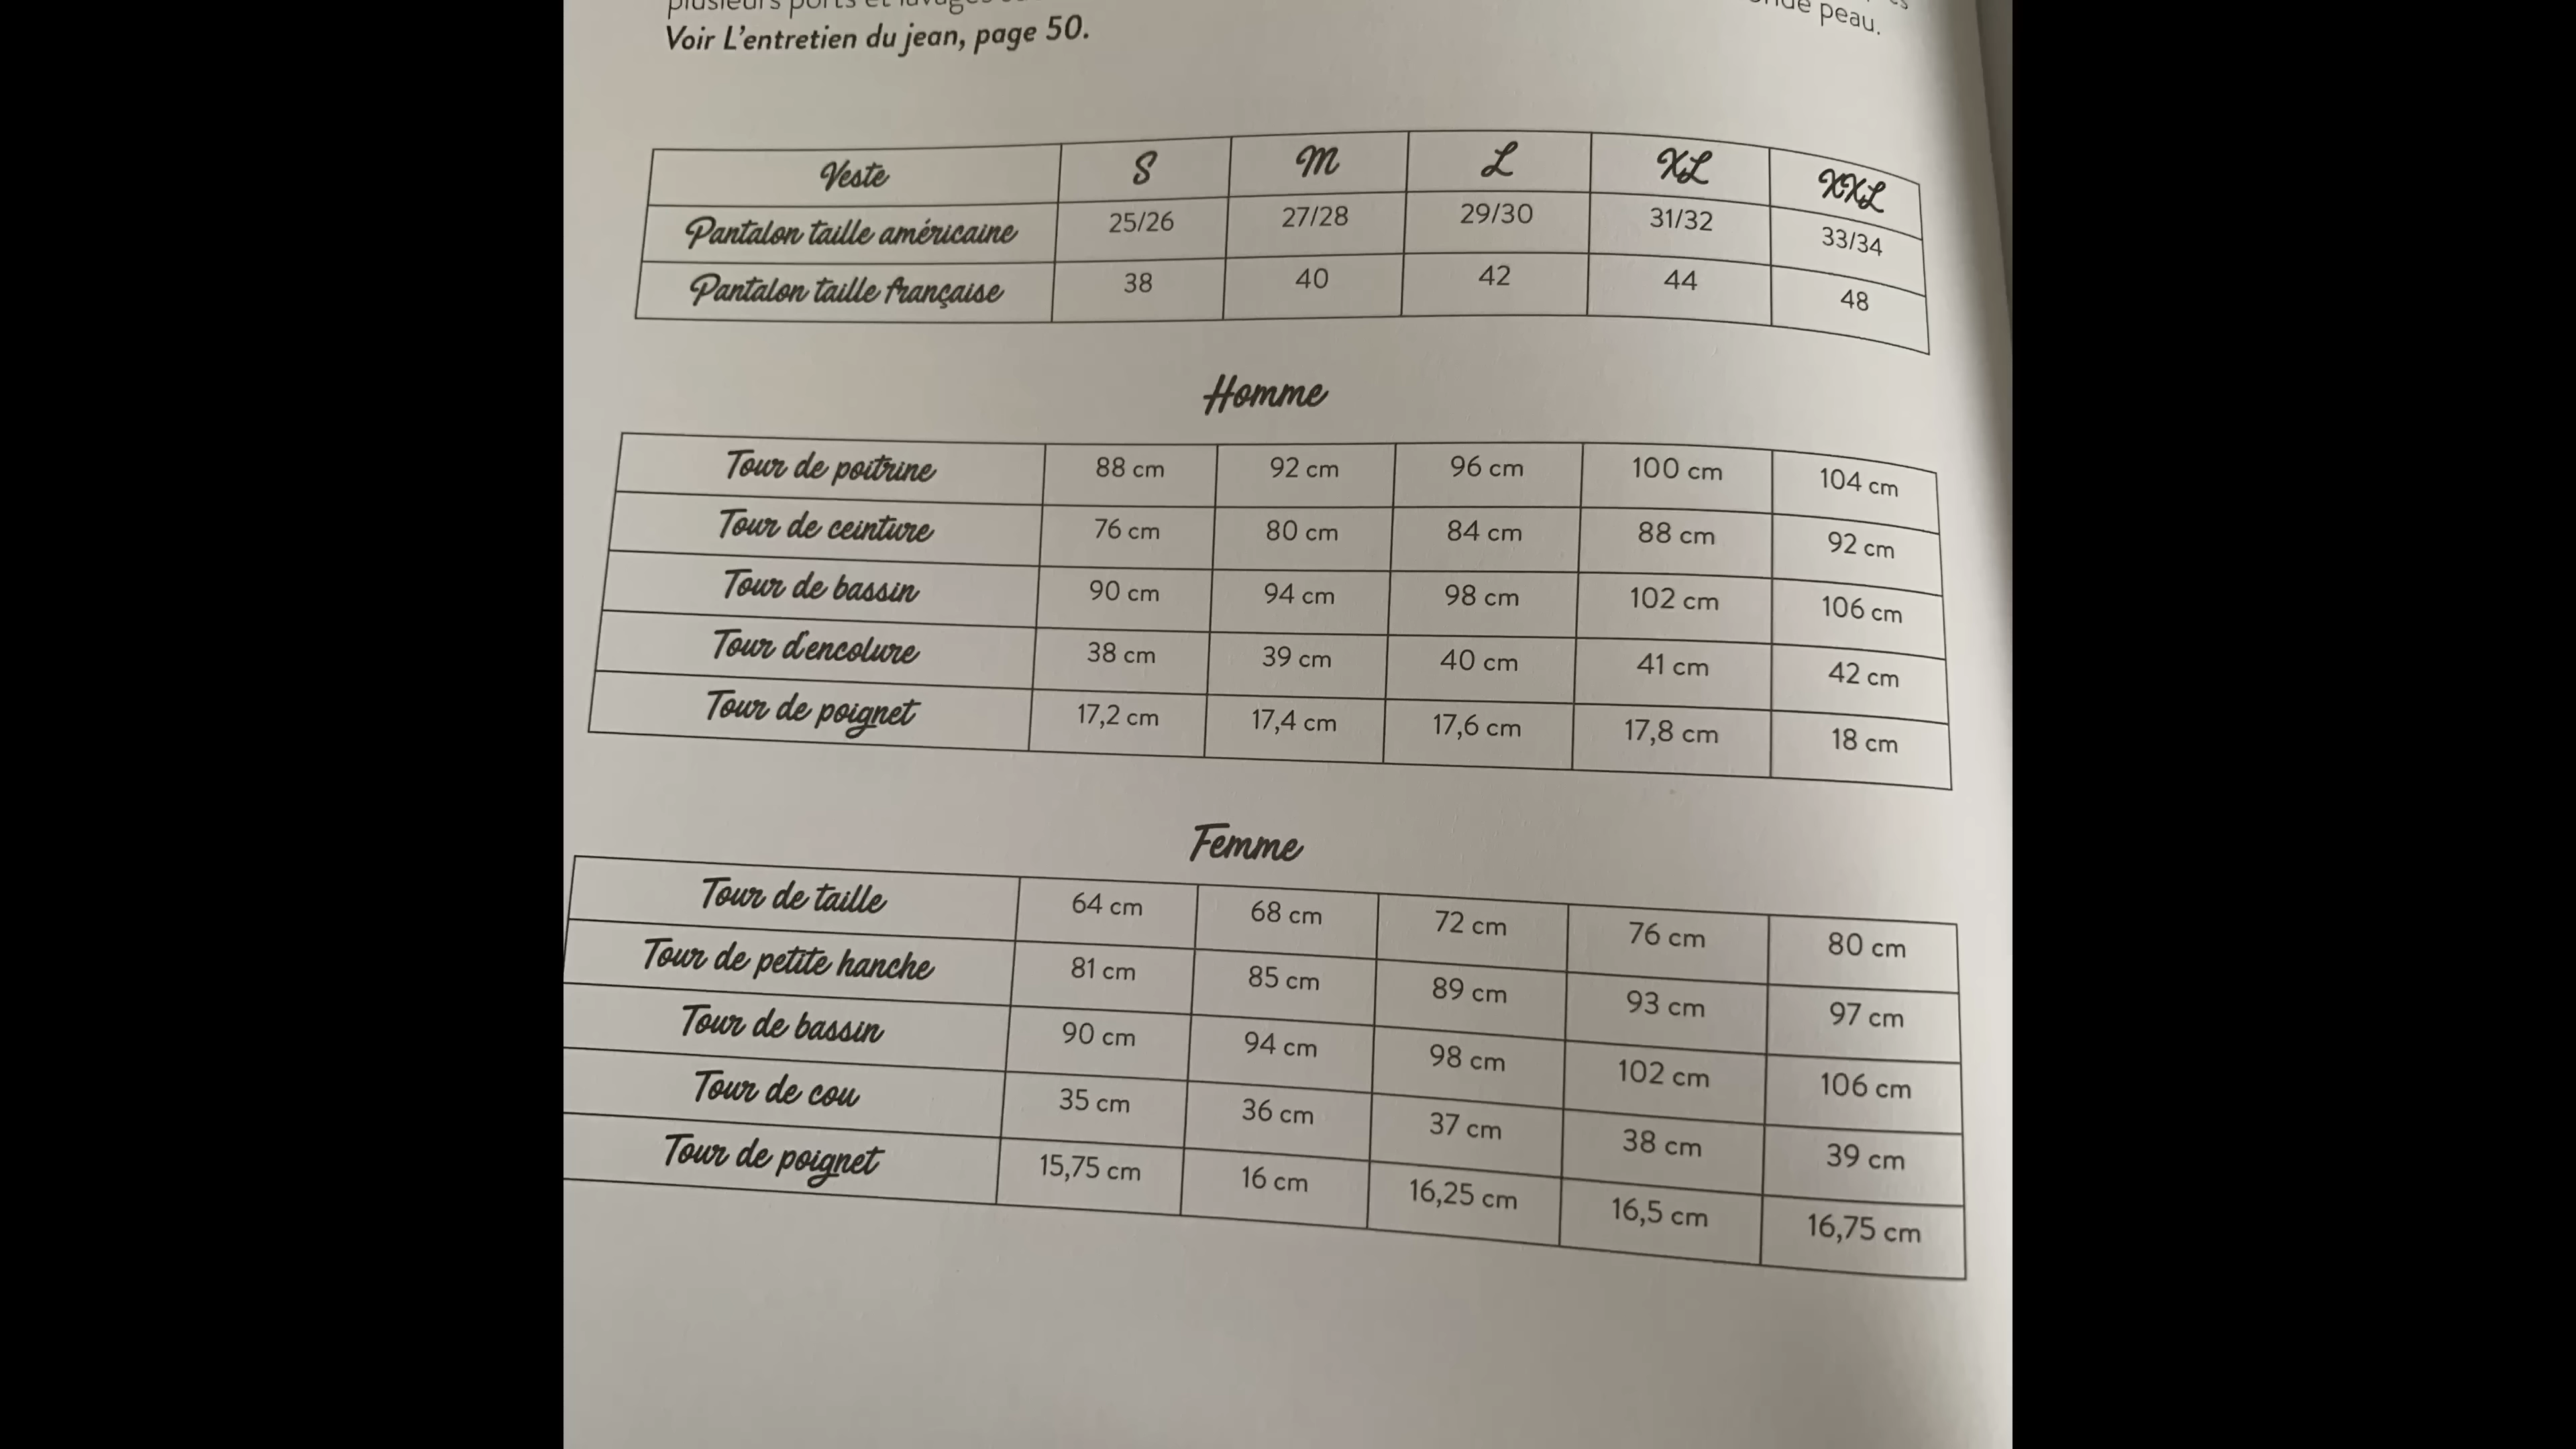 plusieurs ports et lavages
peau.
Voir L'entretien du jean, page 50.
Veste S M L XL XXL
Pantalon taille américaine 25/26 27/28 29/30 31/32 33/34
Pantalon taille française 38 40 42 44 48
Homme
Tour de poitrine 88 cm 92 cm 96 cm 100 cm 104 cm
Tour de ceinture 76 cm 80 cm 84 cm 88 cm 92 cm
Tour de bassin 90 cm 94 cm 98 cm 102 cm 106 cm
Tour d'encolure 38 cm 39 cm 40 cm 41 cm 42 cm
Tour de poignet 17,2 cm 17,4 cm 17,6 cm 17,8 cm 18 cm
Femme
Tour de taille 64 cm 68 cm 72 cm 76 cm 80 cm
Tour de petite hanche 81 cm 85 cm 89 cm 93 cm 97 cm
Tour de bassin 90 cm 94 cm 98 cm 102 cm 106 cm
Tour de cou 35 cm 36 cm 37 cm 38 cm 39 cm
Tour de poignet 15,75 cm 16 cm 16,25 cm 16,5 cm 16,75 cm